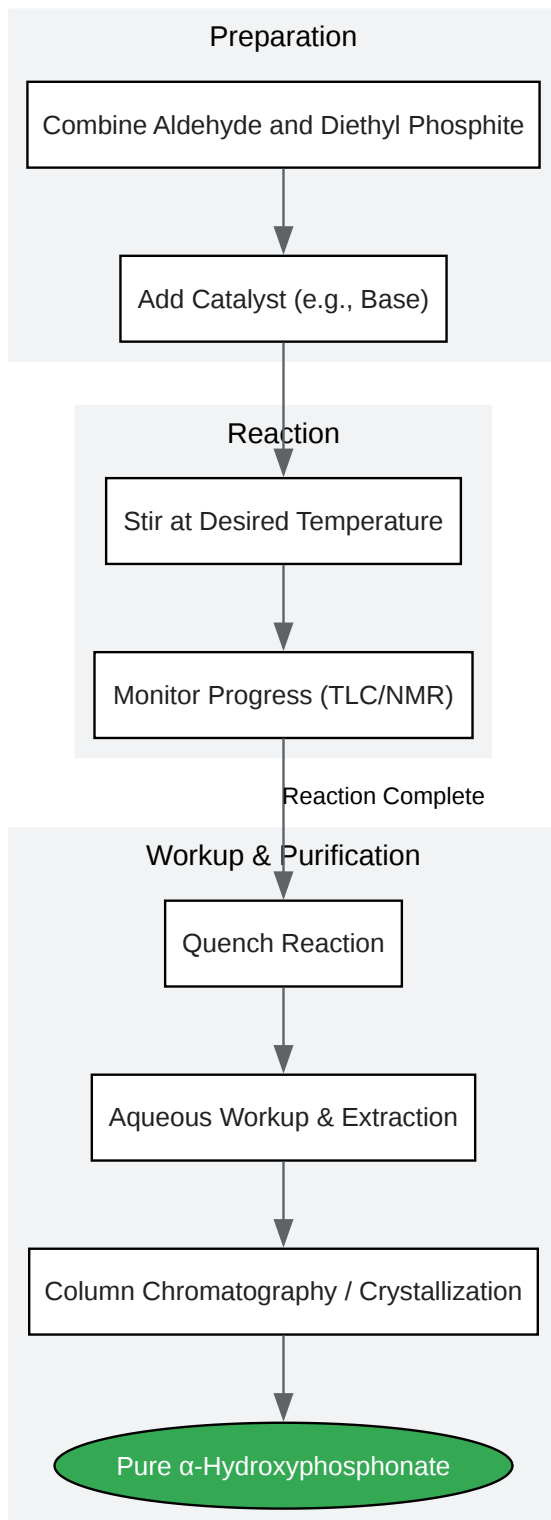 Preparation
Combine Aldehyde and Diethyl Phosphite
Add Catalyst (e.g., Base)
Reaction
Stir at Desired Temperature
Monitor Progress (TLC/NMR)
Reaction Complete
Workup & Purification
Quench Reaction
Aqueous Workup & Extraction
Column Chromatography / Crystallization
Pure α-Hydroxyphosphonate